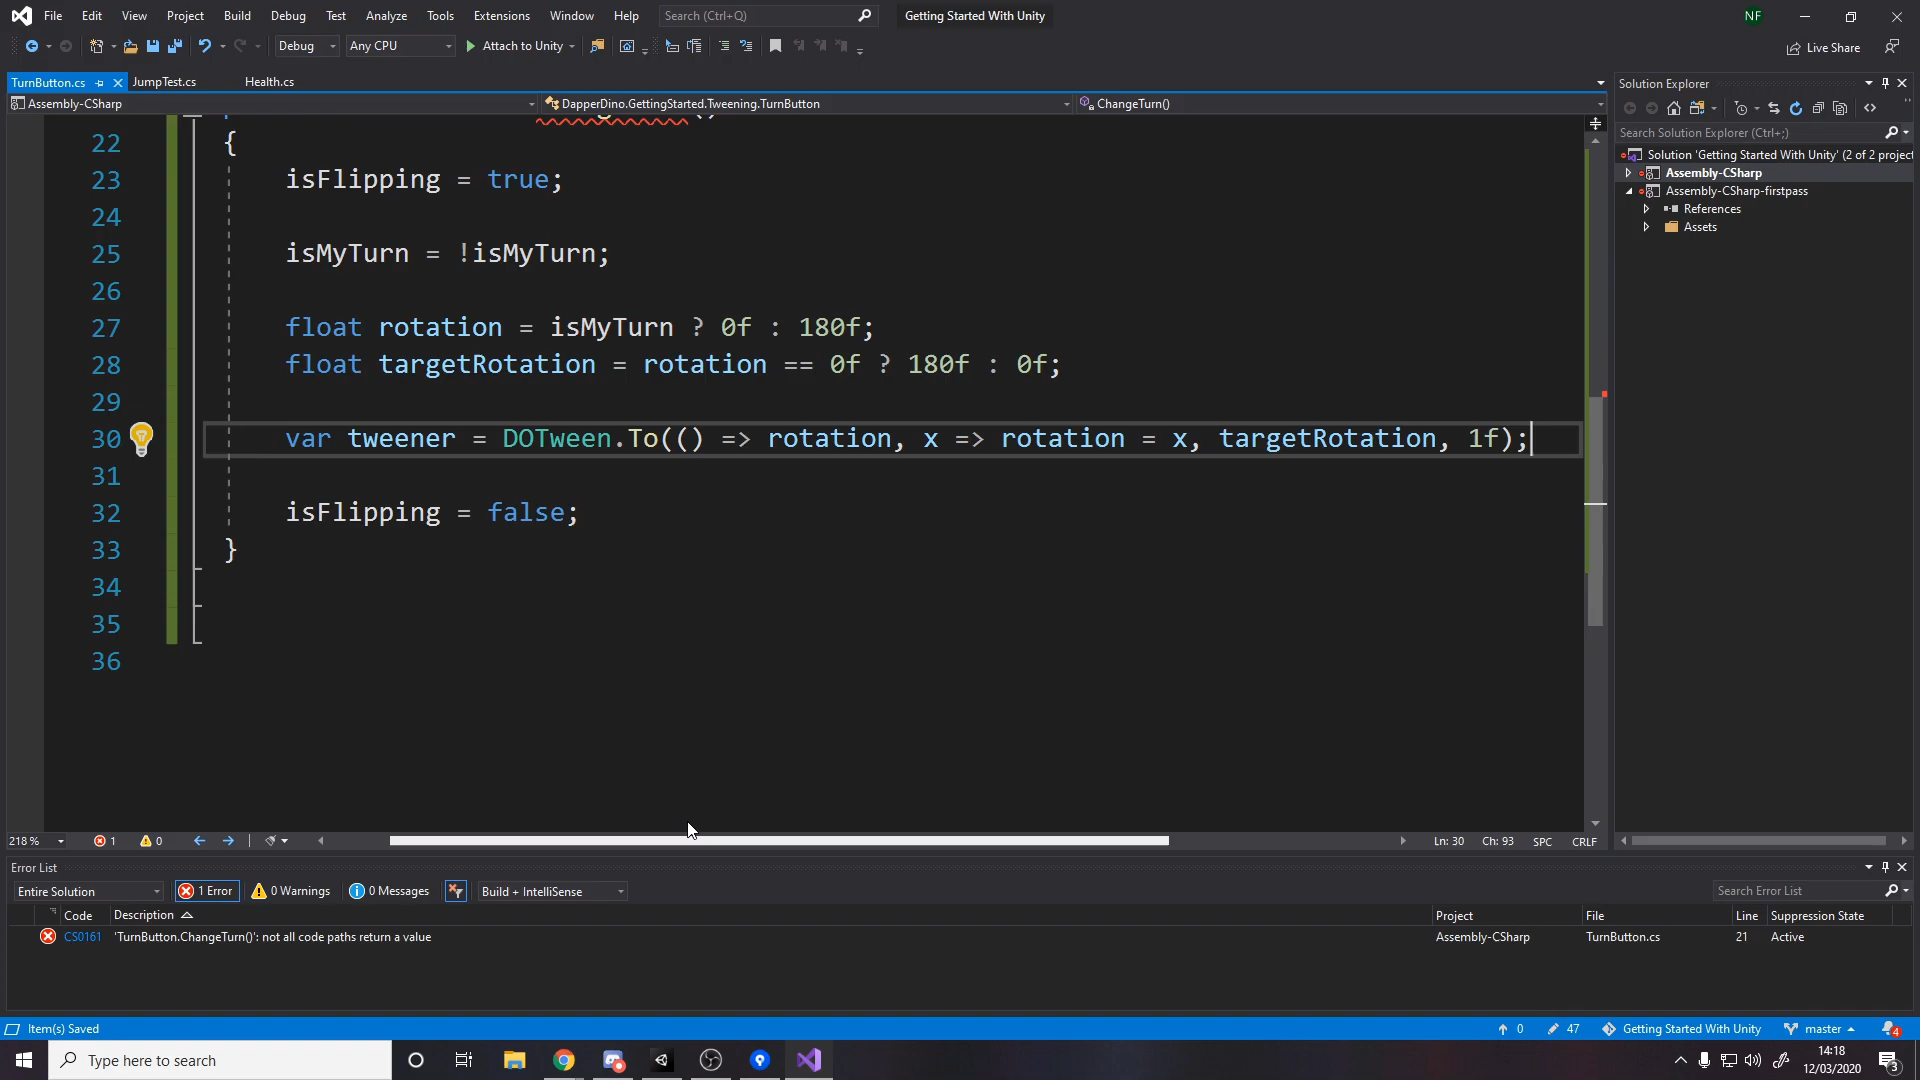 File Edit View Project Build Debug Test Analyze Tools Extensions Window Help Search (Ctrl+Q) Getting Started With Unity NF
Debug Any CPU Attach to Unity Live Share
TurnButton.cs JumpTest.cs Health.cs
Assembly-CSharp DapperDino.GettingStarted.Tweening.TurnButton ChangeTurn()
22 {
23 isFlipping = true;
24
25 isMyTurn = !isMyTurn;
26
27 float rotation = isMyTurn ? 0f : 180f;
28 float targetRotation = rotation == 0f ? 180f : 0f;
29
30 var tweener = DOTween.To(() => rotation, x => rotation = x, targetRotation, 1f);
31
32 isFlipping = false;
33 }
34
35
36
218 % 1 0 Ln: 30 Ch: 93 SPC CRLF
Solution Explorer
Search Solution Explorer (Ctrl+;)
Solution 'Getting Started With Unity' (2 of 2 project
Assembly-CSharp
Assembly-CSharp-firstpass
References
Assets
Error List
Entire Solution 1 Error 0 Warnings 0 Messages Build + IntelliSense Search Error List
Code Description Project File Line Suppression State
CS0161 'TurnButton.ChangeTurn()': not all code paths return a value Assembly-CSharp TurnButton.cs 21 Active
Item(s) Saved 0 47 Getting Started With Unity master 4
Type here to search 14:18
12/03/2020 3